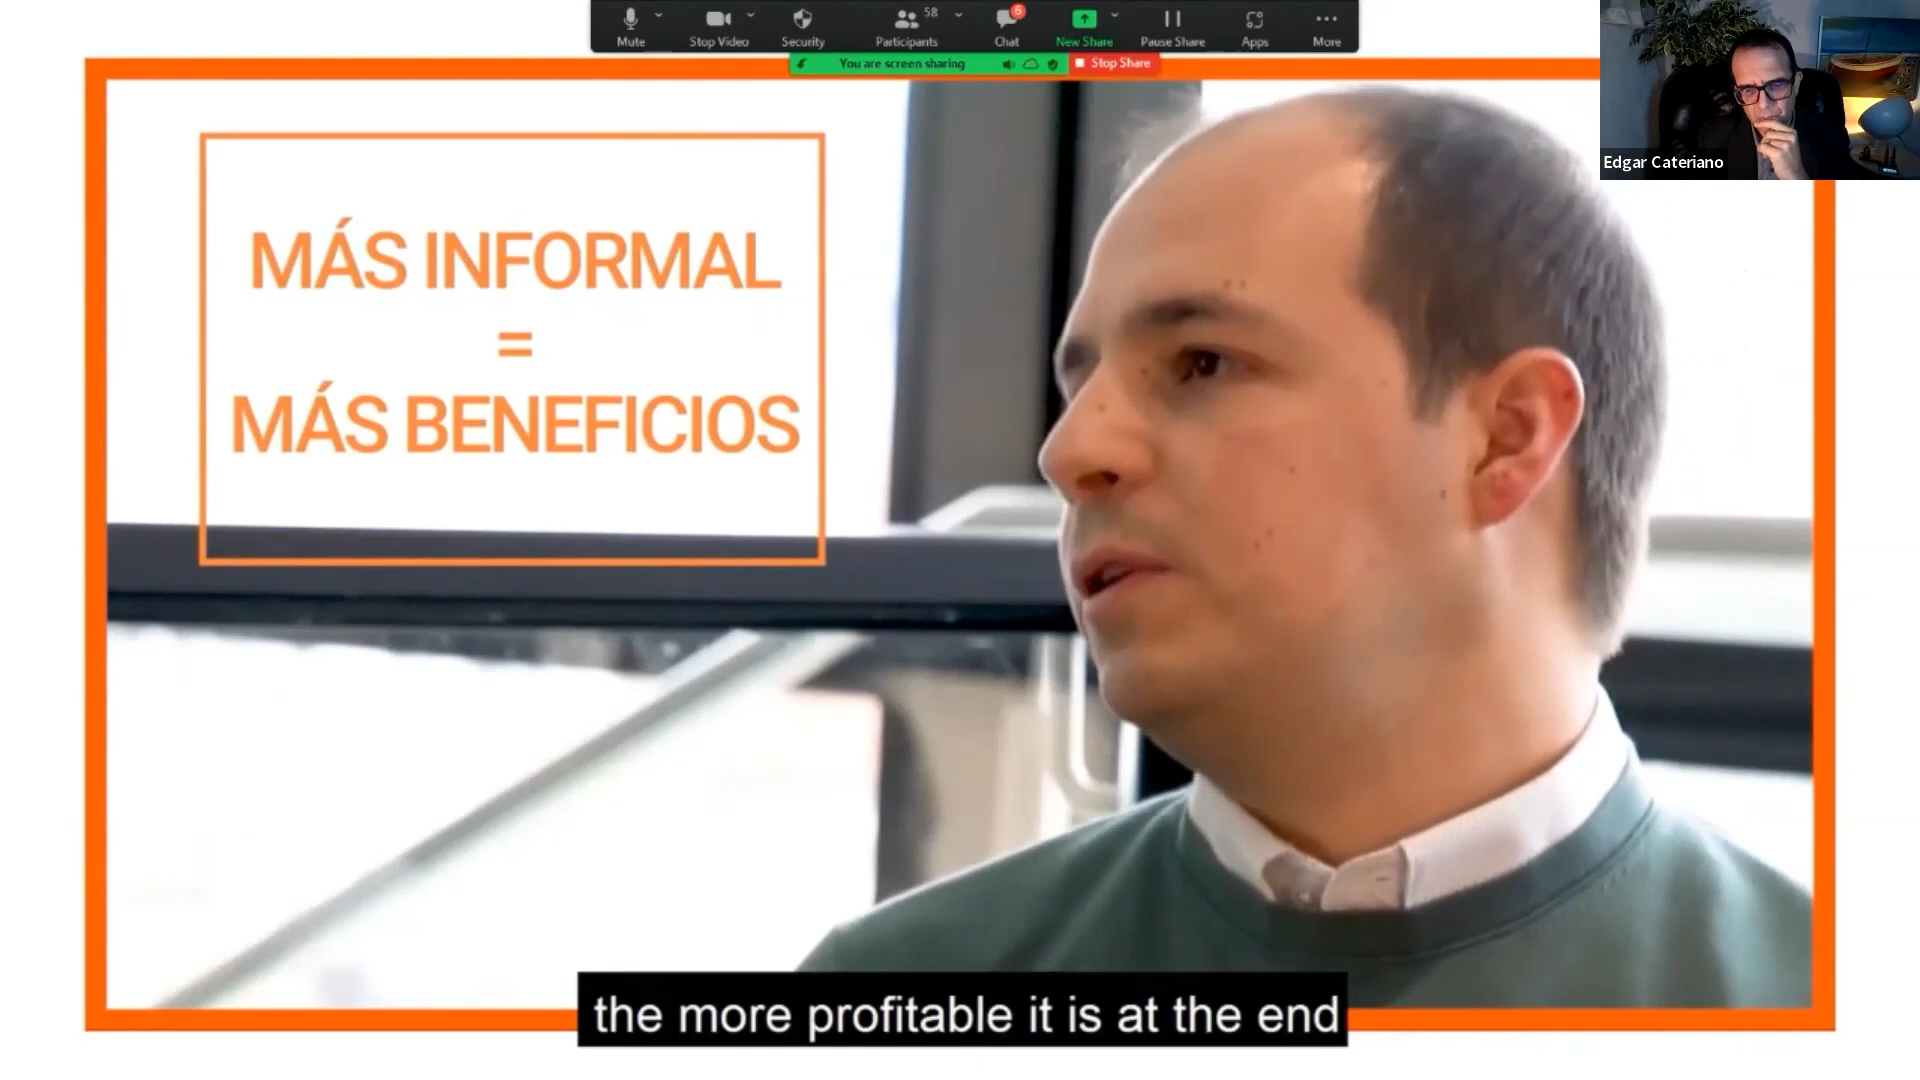 58
6
Mute
Stop Video
Security
Participants
Chat
New Share
Pause Share
Apps
More
You are screen sharing
Stop Share
Edgar Cateriano
MÁS INFORMAL
=
MÁS BENEFICIOS
the more profitable it is at the end